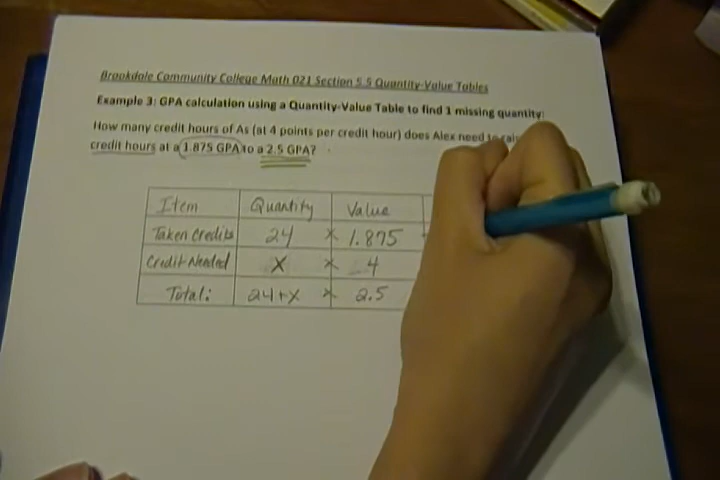 Brookdale Community College Math 021 Section 5.5 Quantity-Value Tables
Example 3: GPA calculation using a Quantity-Value Table to find 1 missing quantity:
How many credit hours of As (at 4 points per credit hour) does Alex need to
credit hours at a 1.875 GPA to a 2.5 GPA?
Item Quantity Value
Taken Credits 24 × 1.875
Credit Needed x × 4
Total: 24+x × 2.5